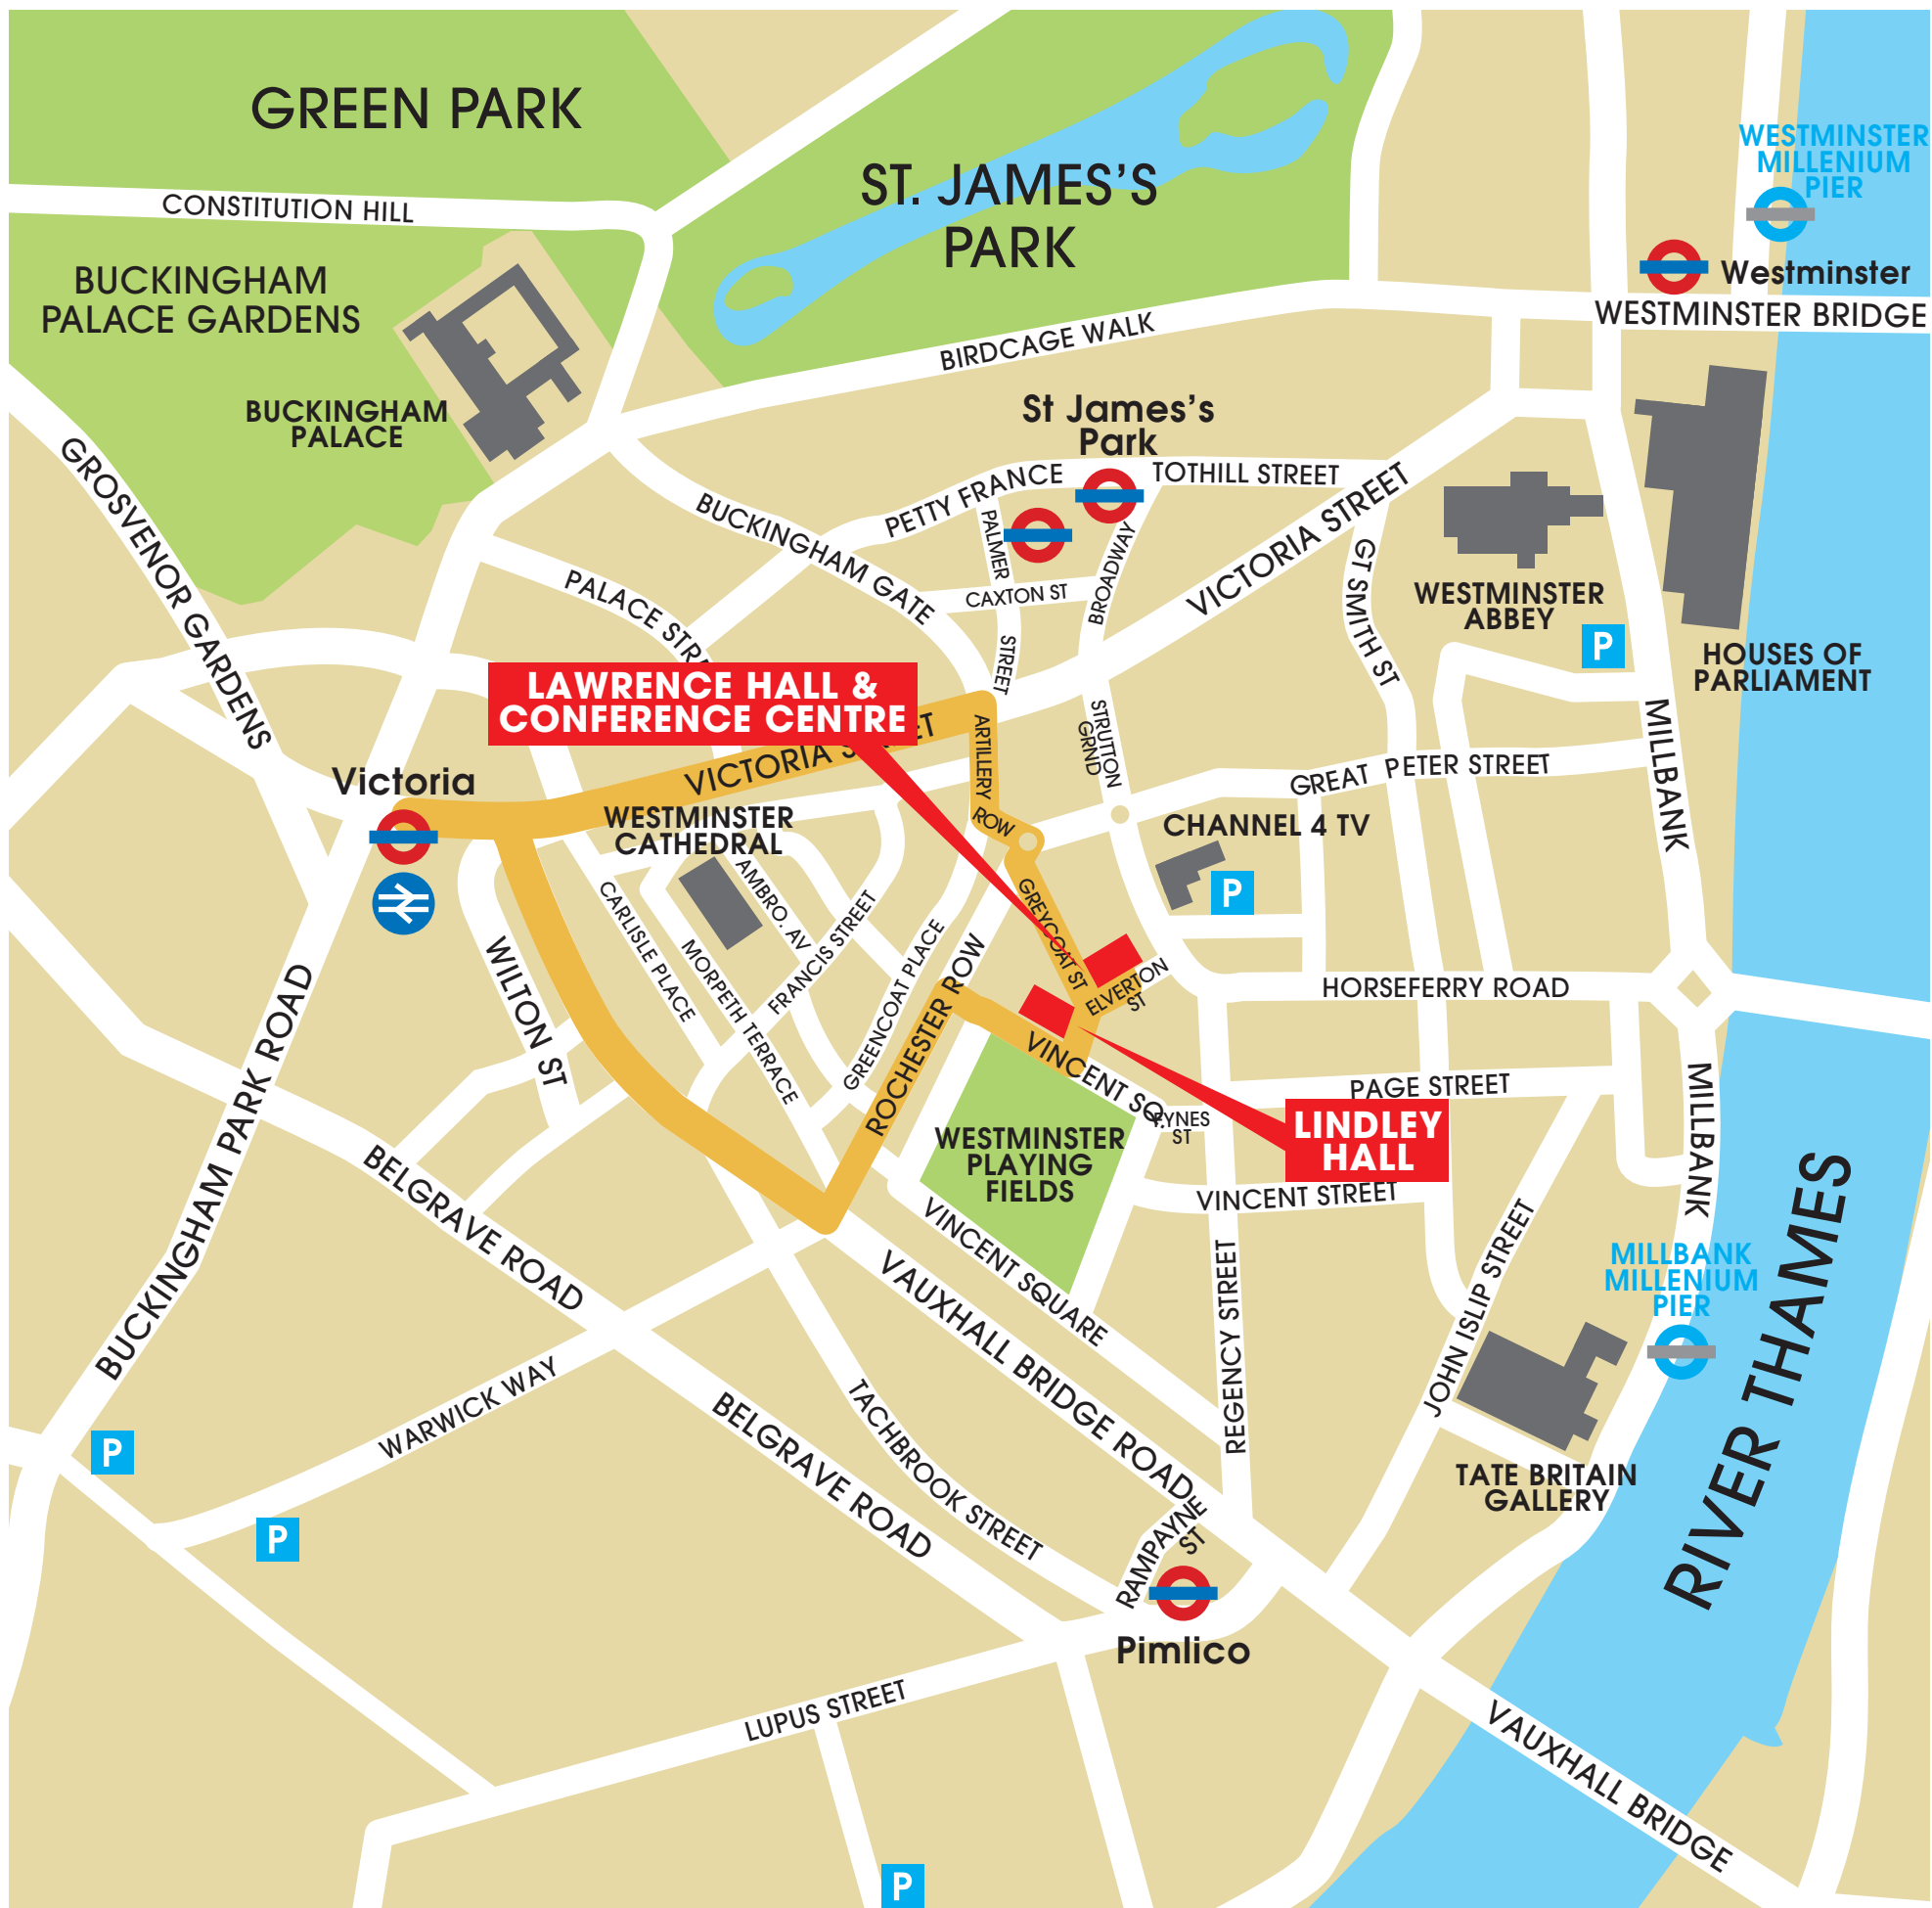 GREEN PARK
CONSTITUTION HILL
BUCKINGHAM
PALACE GARDENS
BUCKINGHAM
PALACE
ST. JAMES'S
PARK
WESTMINSTER
MILLENIUM
PIER
Westminster
WESTMINSTER BRIDGE
BIRDCAGE WALK
St James's
Park
PETTY FRANCE
TOTHILL STREET
VICTORIA STREET
BUCKINGHAM GATE
PALMER
STREET
CAXTON ST
BROADWAY
GT SMITH ST
WESTMINSTER
ABBEY
P
HOUSES OF
PARLIAMENT
GROSVENOR GARDENS
PALACE STRE
LAWRENCE HALL &
CONFERENCE CENTRE
VICTORIA S
ET
ARTILLERY
ROW
STRUTTON
GRND
GREAT PETER STREET
MILLBANK
Victoria
WESTMINSTER
CATHEDRAL
CHANNEL 4 TV
P
AMBRO. AV
CARLISLE PLACE
MORPETH TERRACE
FRANCIS STREET
GREENCOAT PLACE
ROCHESTER ROW
GREYCOAT ST
ELVERTON
ST
HORSEFERRY ROAD
WILTON ST
BUCKINGHAM PARK ROAD
VINCENT SQ.
FYNES
ST
PAGE STREET
LINDLEY
HALL
WESTMINSTER
PLAYING
FIELDS
VINCENT STREET
MILLBANK
BELGRAVE ROAD
VINCENT SQUARE
VAUXHALL BRIDGE ROAD
REGENCY STREET
JOHN ISLIP STREET
MILLBANK
MILLENIUM
PIER
RIVER THAMES
WARWICK WAY
P
P
BELGRAVE ROAD
TACHBROOK STREET
TATE BRITAIN
GALLERY
RAMPAYNE
ST
Pimlico
LUPUS STREET
VAUXHALL BRIDGE
P